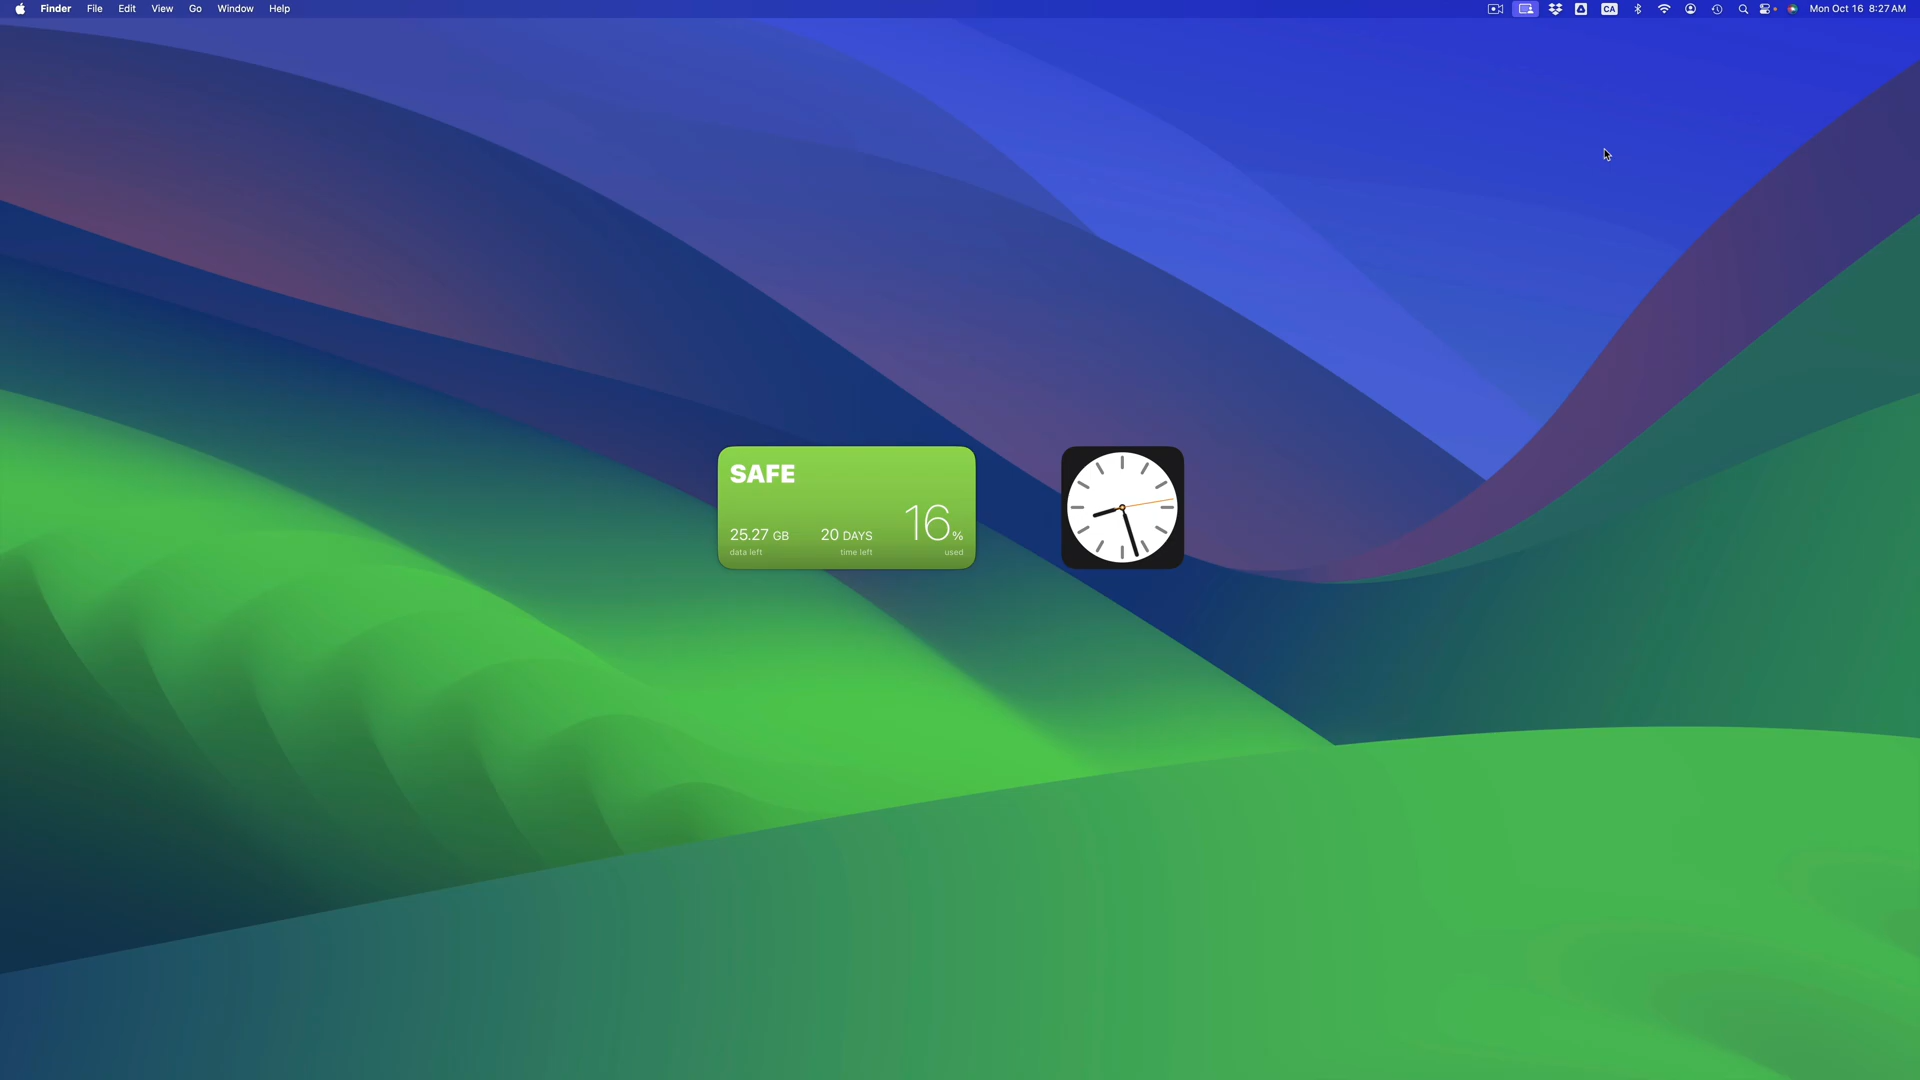 Finder File Edit View Go Window Help CA Mon Oct 16 8:27 AM
SAFE
25.27 GB 20 DAYS 16%
data left time left used